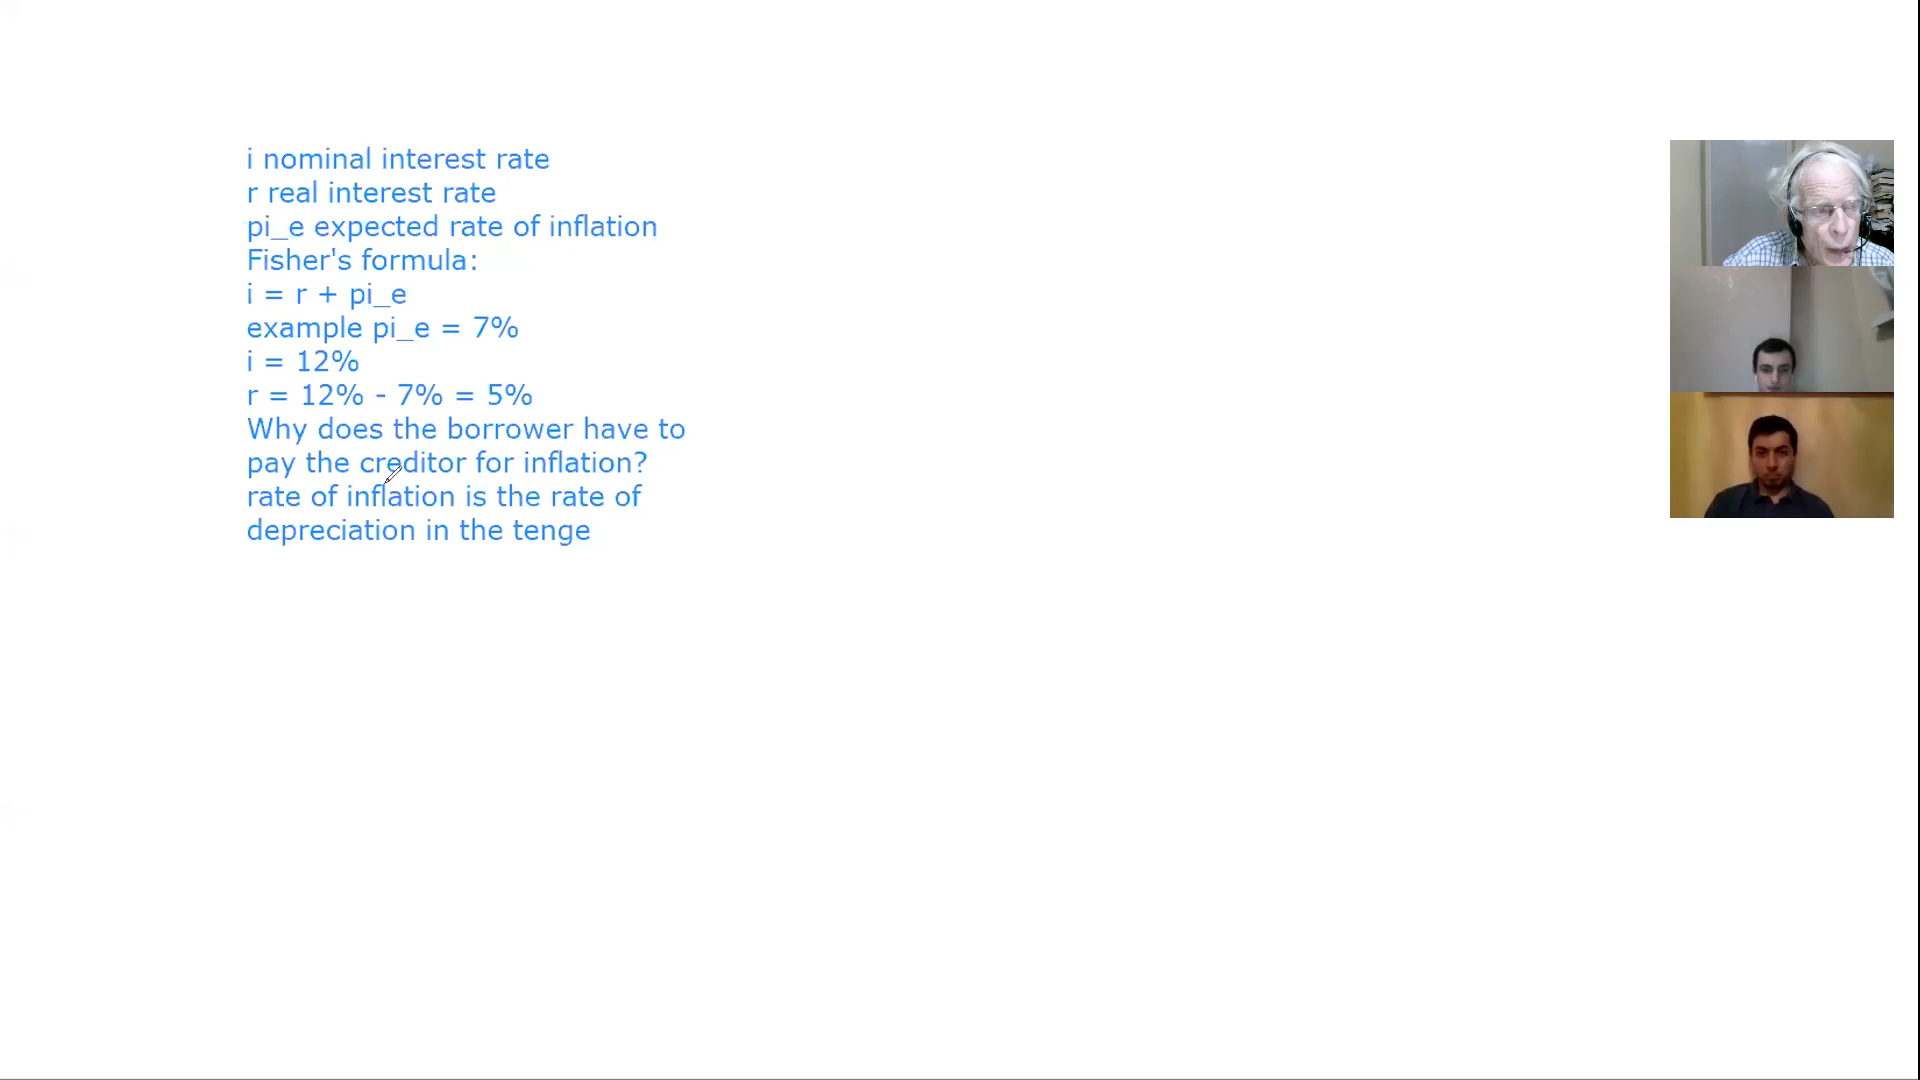 i nominal interest rate
r real interest rate
pi_e expected rate of inflation
Fisher's formula:
i = r + pi_e
example pi_e = 7%
i = 12%
r = 12% - 7% = 5%
Why does the borrower have to
pay the creditor for inflation?
rate of inflation is the rate of
depreciation in the tenge